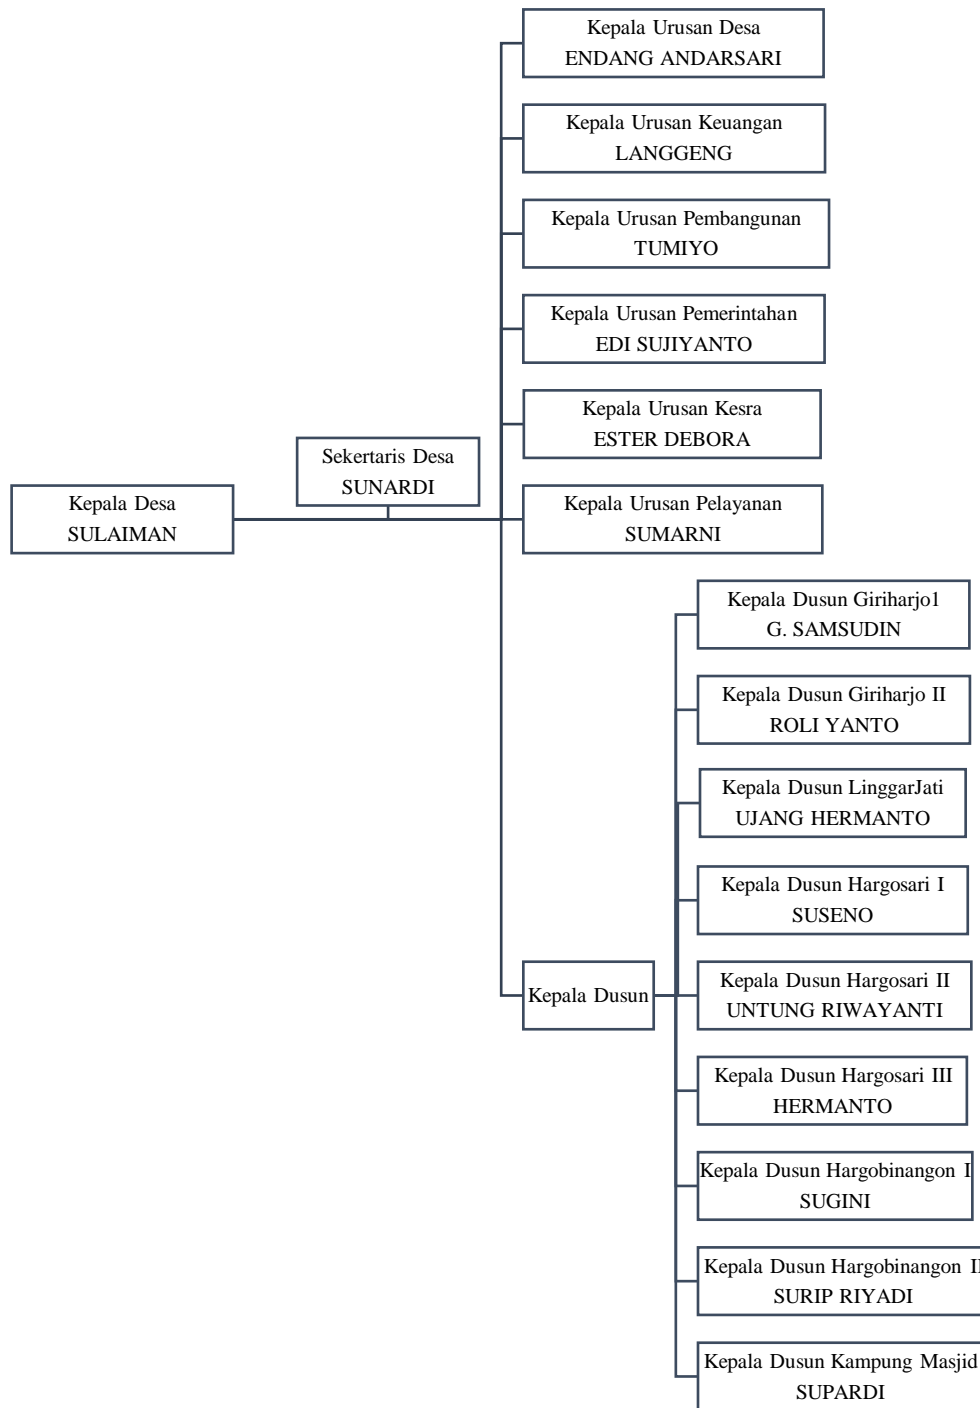 Kepala Urusan Desa
ENDANG ANDARSARI
Kepala Urusan Keuangan
LANGGENG
Kepala Urusan Pembangunan
TUMIYO
Kepala Urusan Pemerintahan
EDI SUJIYANTO
Kepala Urusan Kesra
ESTER DEBORA
Sekertaris Desa
SUNARDI
Kepala Desa
SULAIMAN
Kepala Urusan Pelayanan
SUMARNI
Kepala Dusun Giriharjo1
G. SAMSUDIN
Kepala Dusun Giriharjo II
ROLI YANTO
Kepala Dusun LinggarJati
UJANG HERMANTO
Kepala Dusun Hargosari I
SUSENO
Kepala Dusun
Kepala Dusun Hargosari II
UNTUNG RIWAYANTI
Kepala Dusun Hargosari III
HERMANTO
Kepala Dusun Hargobinangon I
SUGINI
Kepala Dusun Hargobinangon II
SURIP RIYADI
Kepala Dusun Kampung Masjid
SUPARDI